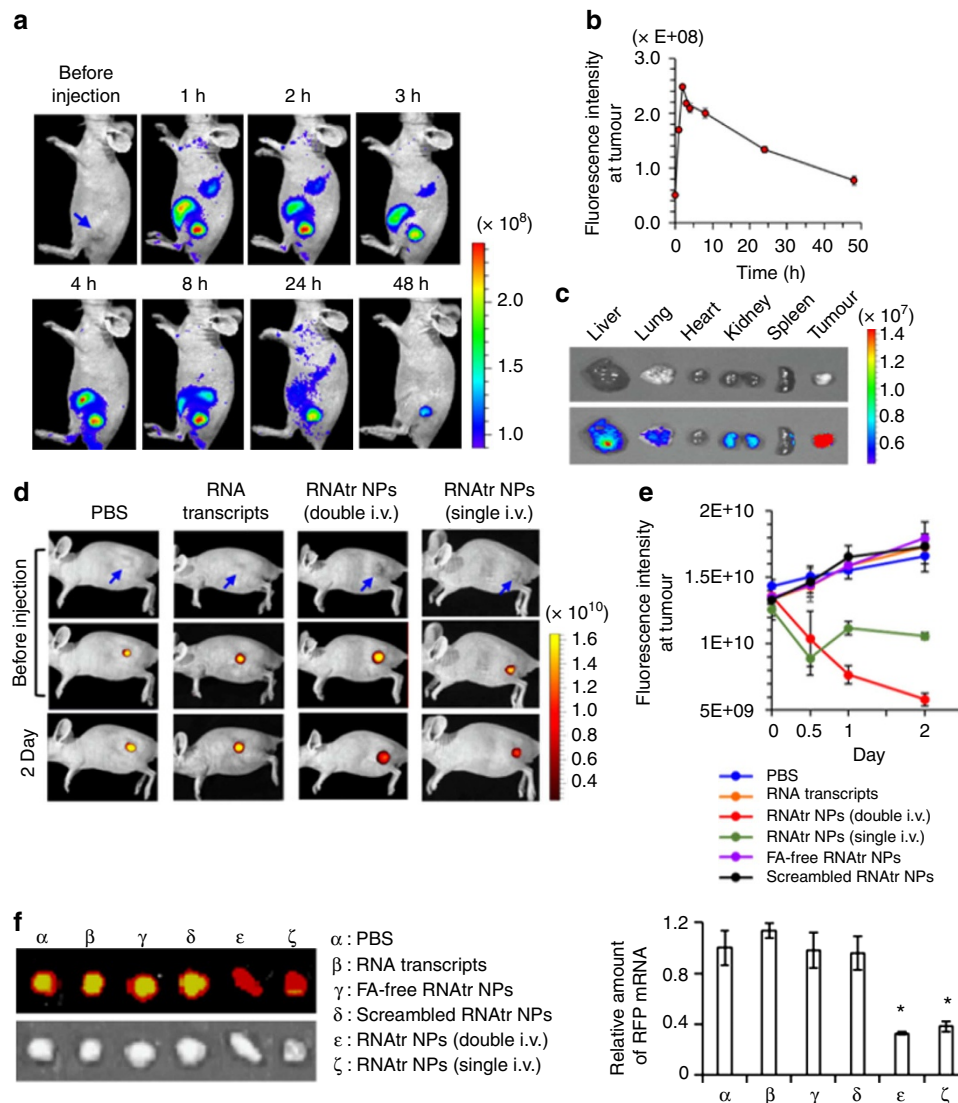 a
Before
injection
1 h
2 h
3 h
(× 10⁸)
4 h
8 h
24 h
48 h
2.0
1.5
1.0
b
(× E+08)
Fluorescence intensity
at tumour
3.0
2.0
1.0
0.0
0 10 20 30 40 50
Time (h)
c
Liver
Lung
Heart
Kidney
Spleen
Tumour
(× 10⁷)
1.4
1.2
1.0
0.8
0.6
d
PBS
RNA
transcripts
RNAtr NPs
(double i.v.)
RNAtr NPs
(single i.v.)
Before injection
2 Day
(× 10¹⁰)
1.6
1.4
1.2
1.0
0.8
0.6
0.4
e
Fluorescence intensity
at tumour
2E+10
1.5E+10
1E+10
5E+09
0 0.5 1 2
Day
PBS
RNA transcripts
RNAtr NPs (double i.v.)
RNAtr NPs (single i.v.)
FA-free RNAtr NPs
Screambled RNAtr NPs
f
α β γ δ ε ζ
α : PBS
β : RNA transcripts
γ : FA-free RNAtr NPs
δ : Screambled RNAtr NPs
ε : RNAtr NPs (double i.v.)
ζ : RNAtr NPs (single i.v.)
Relative amount
of RFP mRNA
1.2
0.8
0.4
0
* *
α β γ δ ε ζ